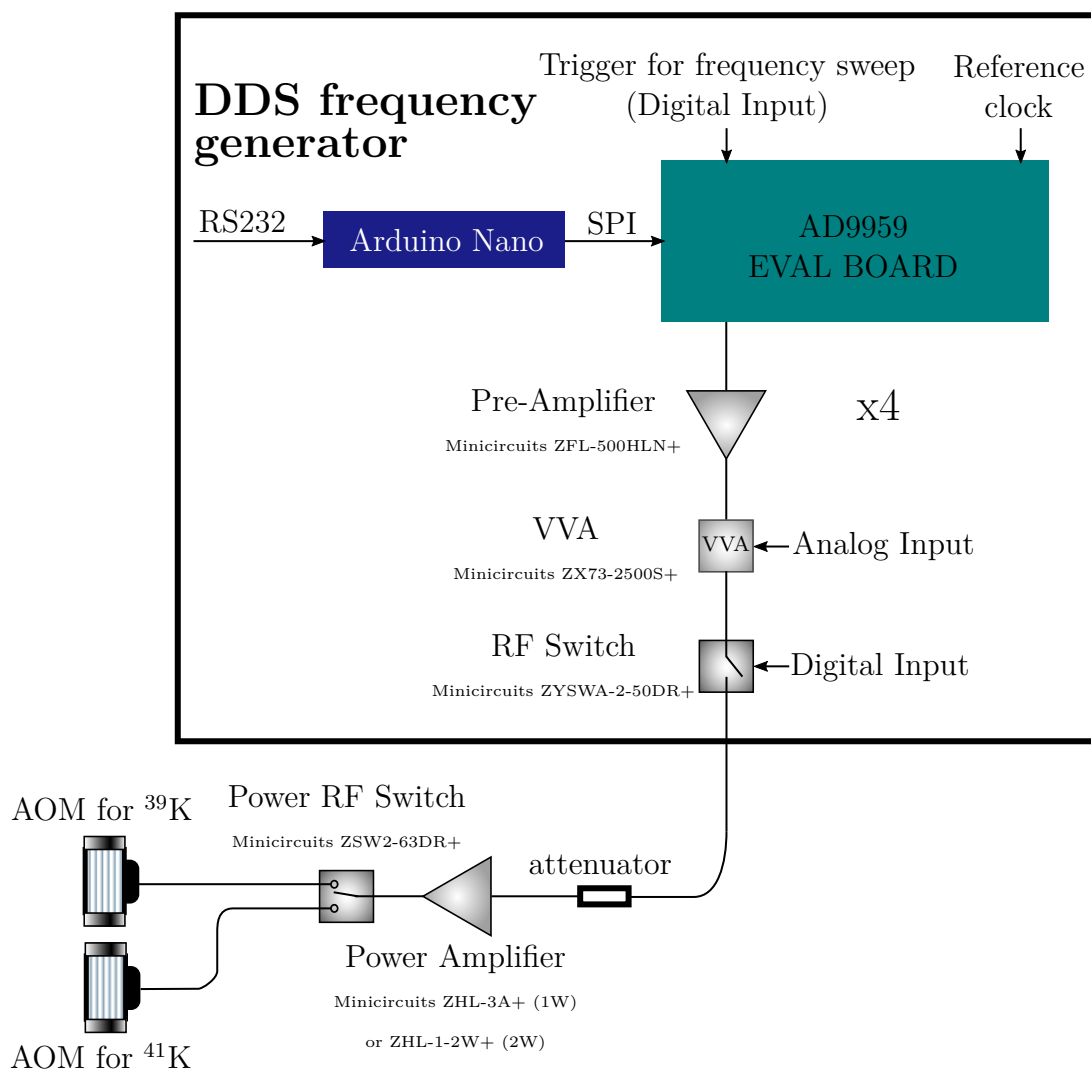 Trigger for frequency sweep
(Digital Input)
Reference
clock
DDS frequency
generator
RS232
Arduino Nano
SPI
AD9959
EVAL BOARD
Pre-Amplifier
Minicircuits ZFL-500HLN+
x4
VVA
Minicircuits ZX73-2500S+
VVA
Analog Input
RF Switch
Minicircuits ZYSWA-2-50DR+
Digital Input
AOM for ³⁹K
Power RF Switch
Minicircuits ZSW2-63DR+
attenuator
Power Amplifier
Minicircuits ZHL-3A+ (1W)
or ZHL-1-2W+ (2W)
AOM for ⁴¹K